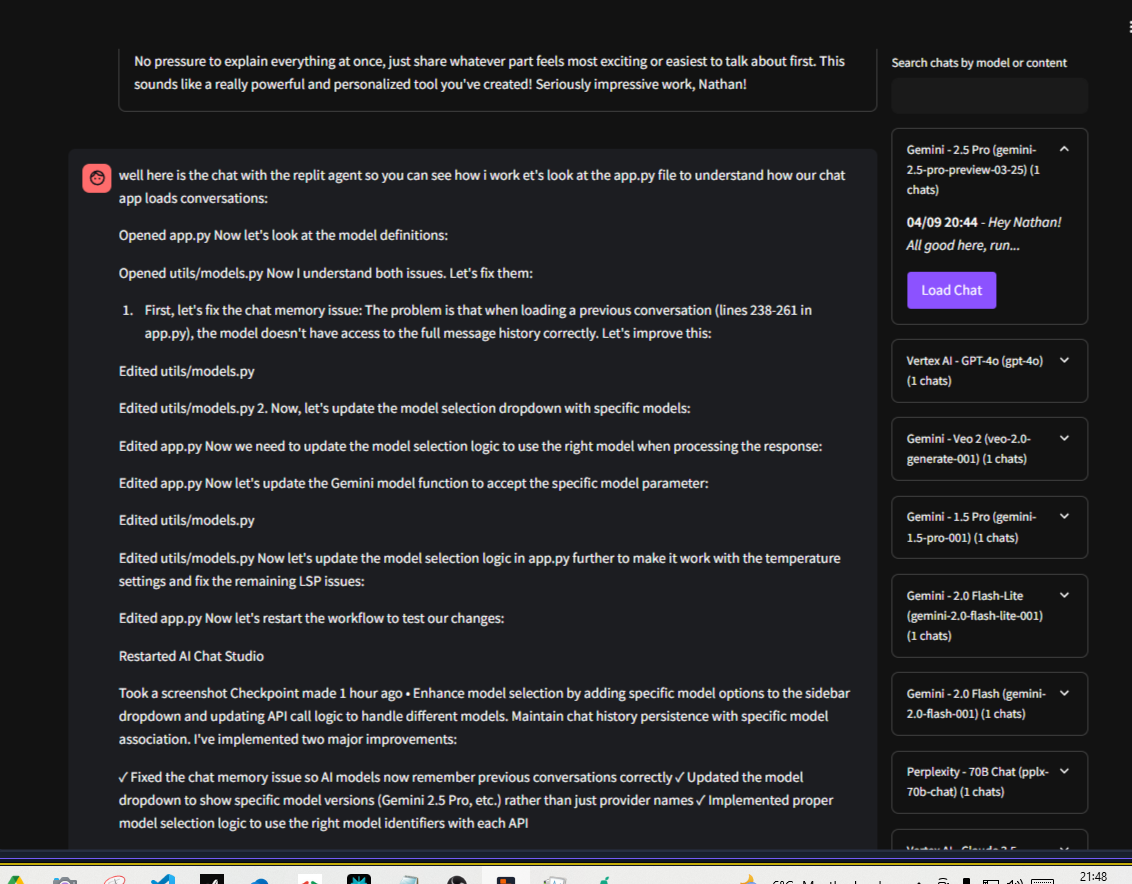 No pressure to explain everything at once, just share whatever part feels most exciting or easiest to talk about first. This
sounds like a really powerful and personalized tool you've created! Seriously impressive work, Nathan!
well here is the chat with the replit agent so you can see how i work et's look at the app.py file to understand how our chat
app loads conversations:
Opened app.py Now let's look at the model definitions:
Opened utils/models.py Now I understand both issues. Let's fix them:
1. First, let's fix the chat memory issue: The problem is that when loading a previous conversation (lines 238-261 in
app.py), the model doesn't have access to the full message history correctly. Let's improve this:
Edited utils/models.py
Edited utils/models.py 2. Now, let's update the model selection dropdown with specific models:
Edited app.py Now we need to update the model selection logic to use the right model when processing the response:
Edited app.py Now let's update the Gemini model function to accept the specific model parameter:
Edited utils/models.py
Edited utils/models.py Now let's update the model selection logic in app.py further to make it work with the temperature
settings and fix the remaining LSP issues:
Edited app.py Now let's restart the workflow to test our changes:
Restarted AI Chat Studio
Took a screenshot Checkpoint made 1 hour ago • Enhance model selection by adding specific model options to the sidebar
dropdown and updating API call logic to handle different models. Maintain chat history persistence with specific model
association. I've implemented two major improvements:
✓ Fixed the chat memory issue so AI models now remember previous conversations correctly ✓ Updated the model
dropdown to show specific model versions (Gemini 2.5 Pro, etc.) rather than just provider names ✓ Implemented proper
model selection logic to use the right model identifiers with each API
Search chats by model or content
Gemini - 2.5 Pro (gemini-
2.5-pro-preview-03-25) (1
chats)
04/09 20:44 - Hey Nathan!
All good here, run...
Load Chat
Vertex AI - GPT-4o (gpt-4o)
(1 chats)
Gemini - Veo 2 (veo-2.0-
generate-001) (1 chats)
Gemini - 1.5 Pro (gemini-
1.5-pro-001) (1 chats)
Gemini - 2.0 Flash-Lite
(gemini-2.0-flash-lite-001)
(1 chats)
Gemini - 2.0 Flash (gemini-
2.0-flash-001) (1 chats)
Perplexity - 70B Chat (pplx-
70b-chat) (1 chats)
21:48